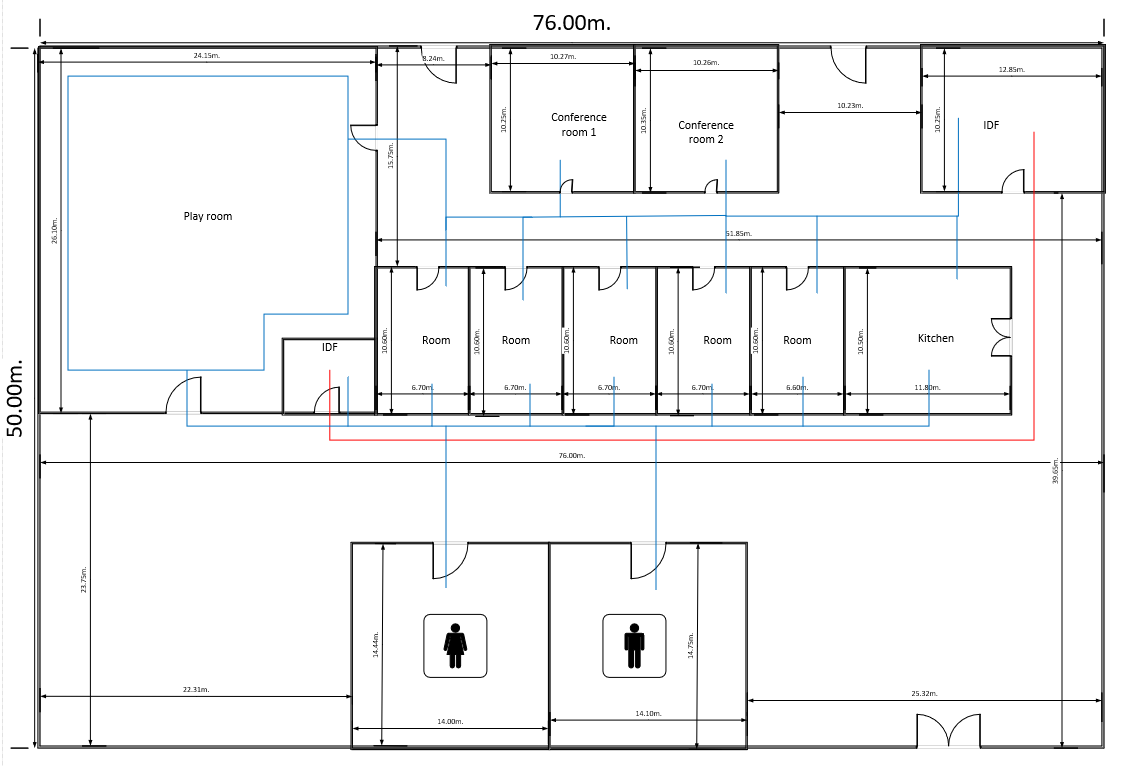 76.00m.
24.15m.
8.24m.
10.27m.
10.26m.
12.85m.
10.23m.
10.25m.
10.35m.
10.25m.
Conference
room 1
Conference
room 2
IDF
15.75m.
Play room
26.10m.
51.85m.
50.00m.
IDF
10.60m.
Room
10.60m.
Room
10.60m.
Room
10.60m.
Room
10.60m.
Room
10.50m.
Kitchen
6.70m.
6.70m.
6.70m.
6.70m.
6.60m.
11.80m.
76.00m.
39.65m.
23.75m.
14.44m.
14.75m.
22.31m.
25.32m.
14.00m.
14.10m.